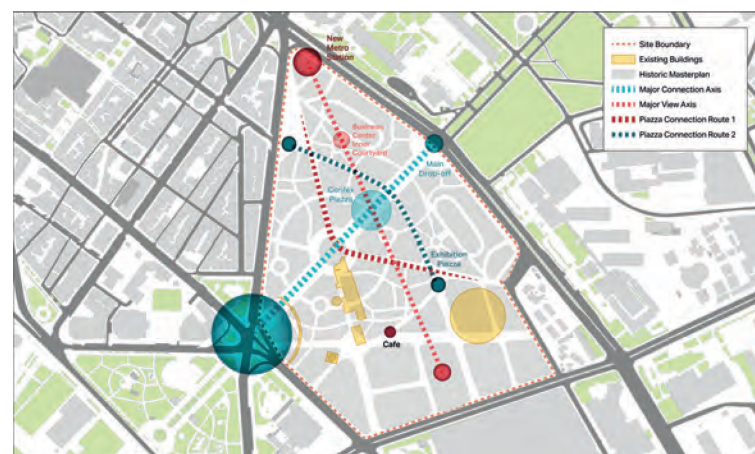 New
Metro
Station
Business
Center
Inner
Courtyard
Main
Drop-off
Confex
Piazza
Exhibition
Piazza
Cafe
Site Boundary
Existing Buildings
Historic Masterplan
Major Connection Axis
Major View Axis
Piazza Connection Route 1
Piazza Connection Route 2